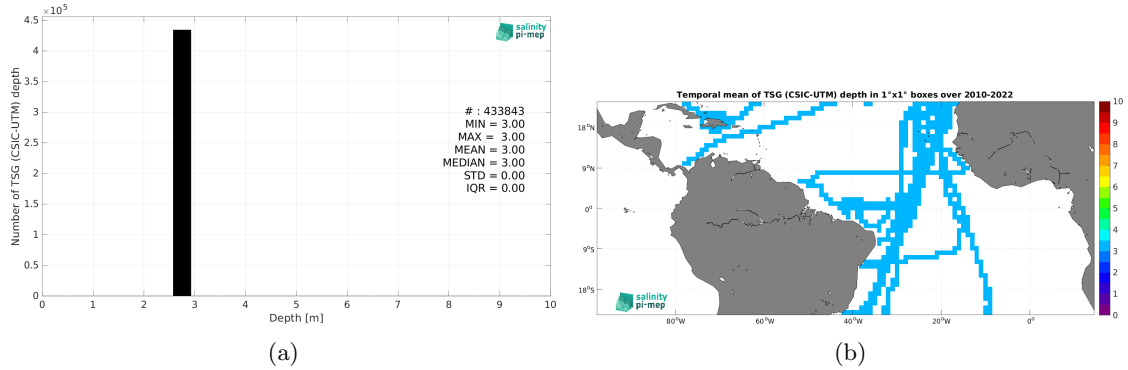 ×10⁵
4.5
4
3.5
3
2.5
2
1.5
1
0.5
0
Number of TSG (CSIC-UTM) depth
salinity
pi-mep
# : 433843
MIN = 3.00
MAX = 3.00
MEAN = 3.00
MEDIAN = 3.00
STD = 0.00
IQR = 0.00
0 1 2 3 4 5 6 7 8 9 10
Depth [m]
(a)
Temporal mean of TSG (CSIC-UTM) depth in 1°x1° boxes over 2010-2022
18°N
9°N
0°
9°S
18°S
salinity
pi-mep
80°W 60°W 40°W 20°W 0°
10
9
8
7
6
5
4
3
2
1
0
(b)